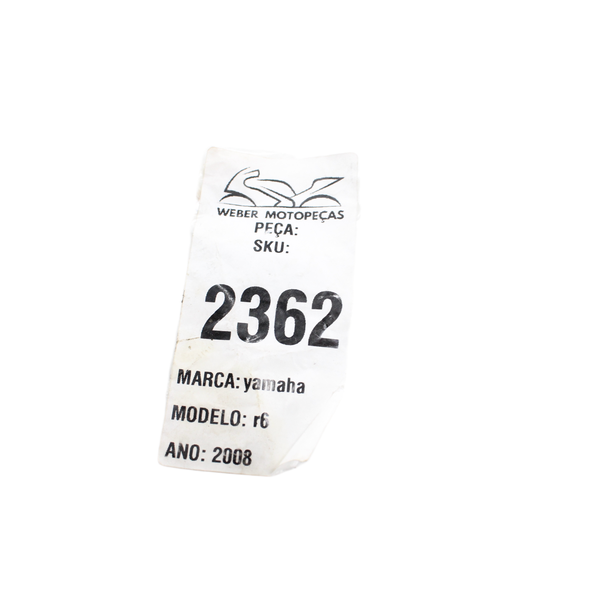 WEBER MOTOPEÇAS
PEÇA:
SKU:
2362
MARCA: yamaha
MODELO: r6
ANO: 2008